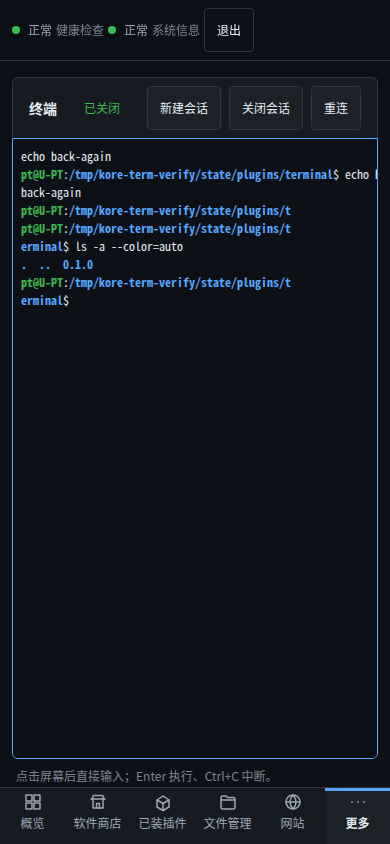 正常 健康检查 正常 系统信息 退出
终端 已关闭 新建会话 关闭会话 重连
echo back-again
pt@U-PT:/tmp/kore-term-verify/state/plugins/terminal$ echo
back-again
pt@U-PT:/tmp/kore-term-verify/state/plugins/t
pt@U-PT:/tmp/kore-term-verify/state/plugins/t
erminal$ ls -a --color=auto
. .. 0.1.0
pt@U-PT:/tmp/kore-term-verify/state/plugins/t
erminal$
点击屏幕后直接输入；Enter 执行、Ctrl+C 中断。
概览 软件商店 已装插件 文件管理 网站 更多